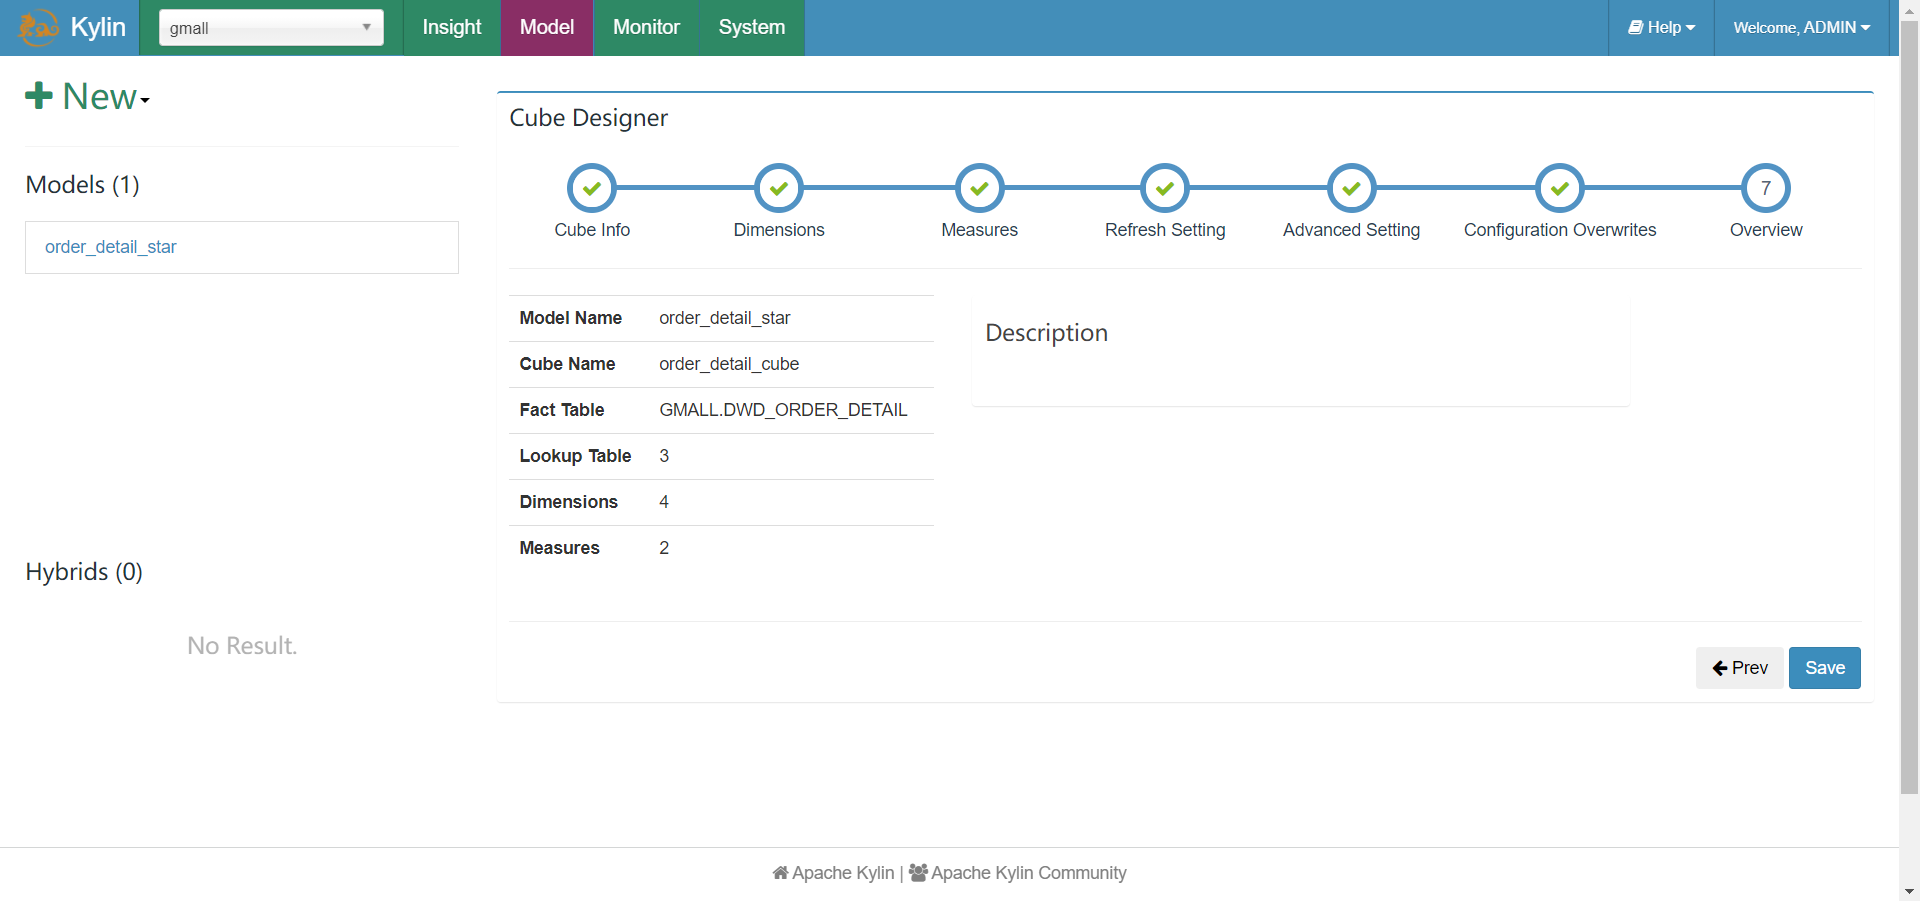 Kylin gmall Insight Model Monitor System Help Welcome, ADMIN
New
Models (1)
order_detail_star
Hybrids (0)
No Result.
Cube Designer
7
Cube Info Dimensions Measures Refresh Setting Advanced Setting Configuration Overwrites Overview
Model Name order_detail_star
Cube Name order_detail_cube
Fact Table GMALL.DWD_ORDER_DETAIL
Lookup Table 3
Dimensions 4
Measures 2
Description
Prev Save
Apache Kylin | Apache Kylin Community